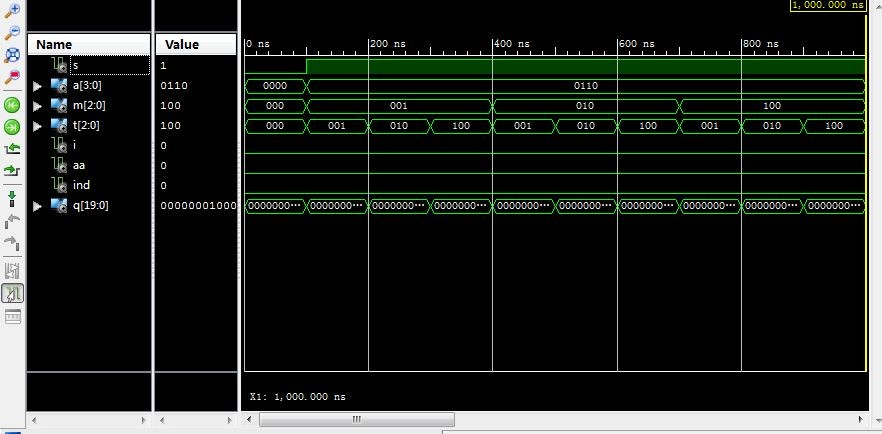 1,000.000 ns
Name Value 0 ns 200 ns 400 ns 600 ns 800 ns
s 1
a[3:0] 0110 0000 0110
m[2:0] 100 000 001 010 100
t[2:0] 100 000 001 010 100 001 010 100 001 010 100
i 0
aa 0
ind 0
q[19:0] 00000001000 0000000··· 0000000··· 0000000··· 0000000··· 0000000··· 0000000··· 0000000··· 0000000··· 0000000··· 0000000···
X1: 1,000.000 ns